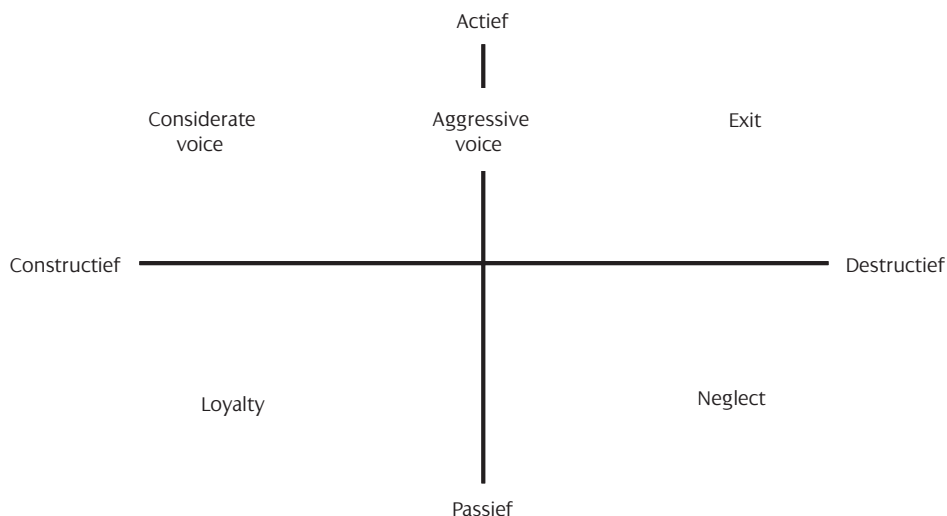 Actief
Considerate
voice
Aggressive
voice
Exit
Constructief
Destructief
Loyalty
Neglect
Passief